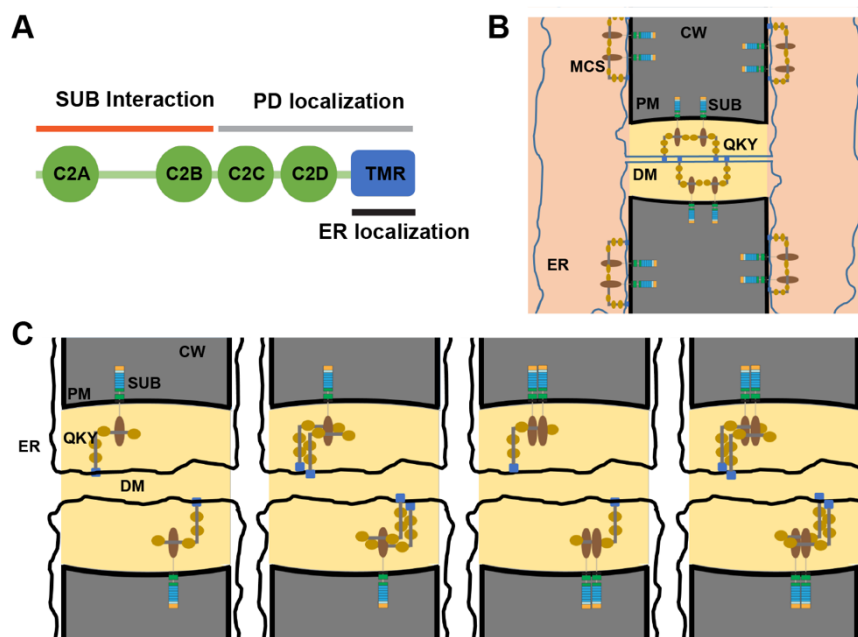 A
SUB Interaction
PD localization
C2A
C2B
C2C
C2D
TMR
ER localization
B
CW
MCS
PM
SUB
QKY
DM
ER
C
CW
SUB
PM
ER
QKY
DM